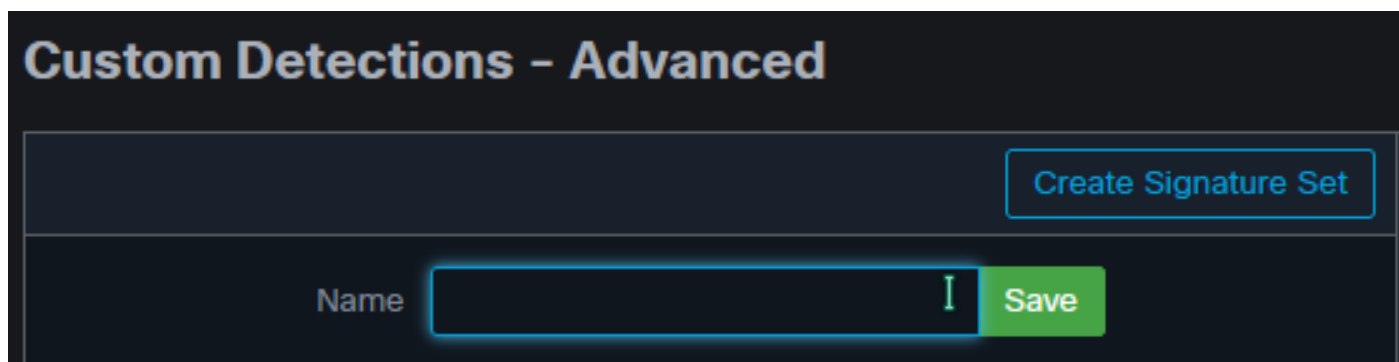 Custom Detections – Advanced
Create Signature Set
Name
Save